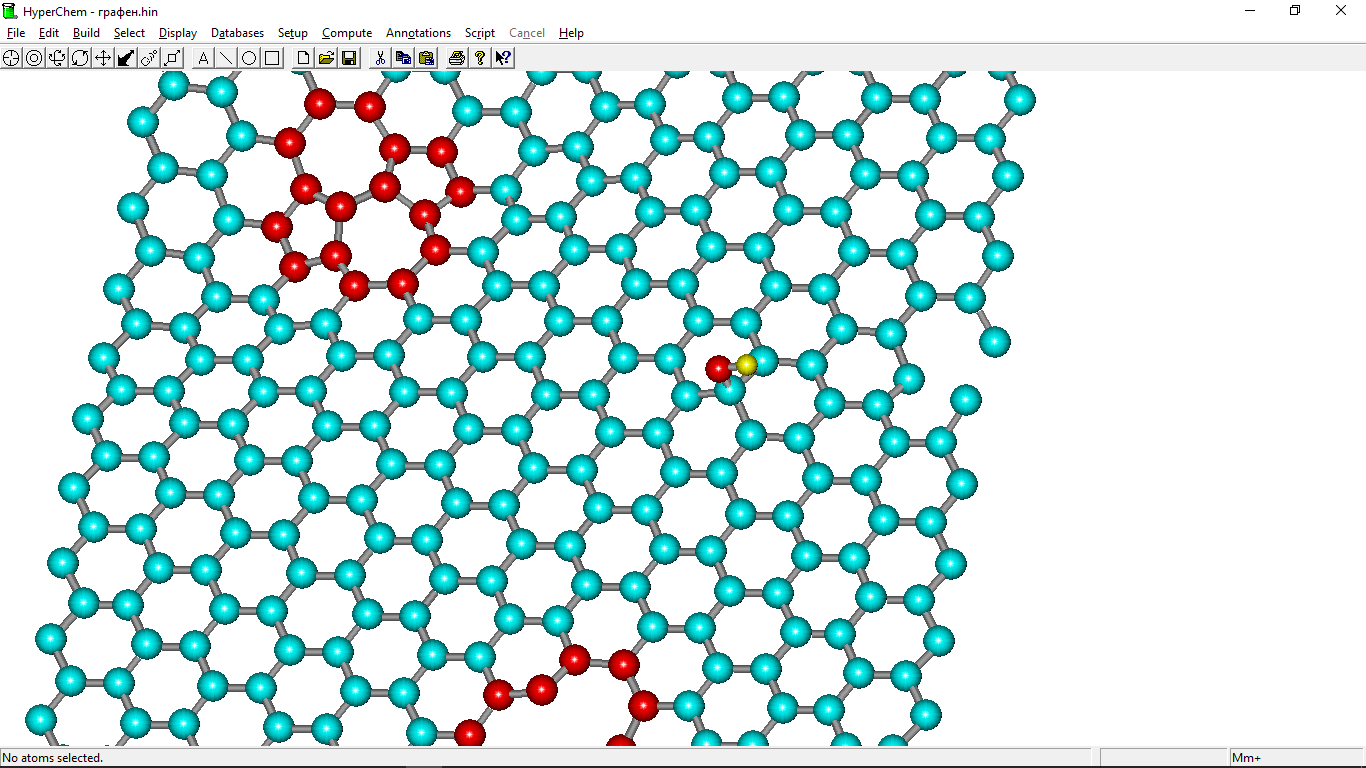 HyperChem - графен.hin
File Edit Build Select Display Databases Setup Compute Annotations Script Cancel Help
A
No atoms selected.
Mm+